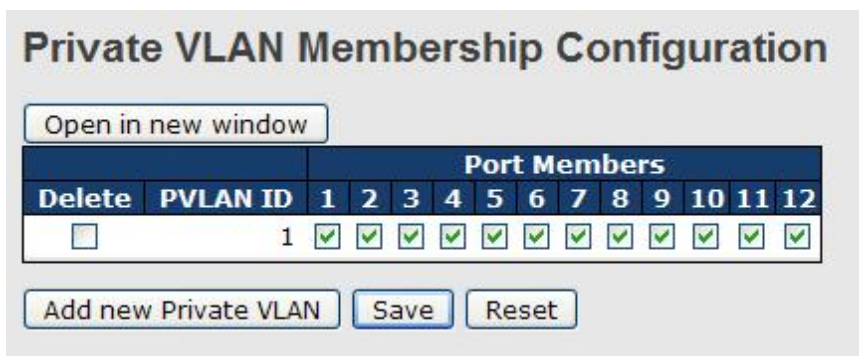 Private VLAN Membership Configuration
Open in new window
Port Members
Delete PVLAN ID 1 2 3 4 5 6 7 8 9 10 11 12
1
Add new Private VLAN Save Reset